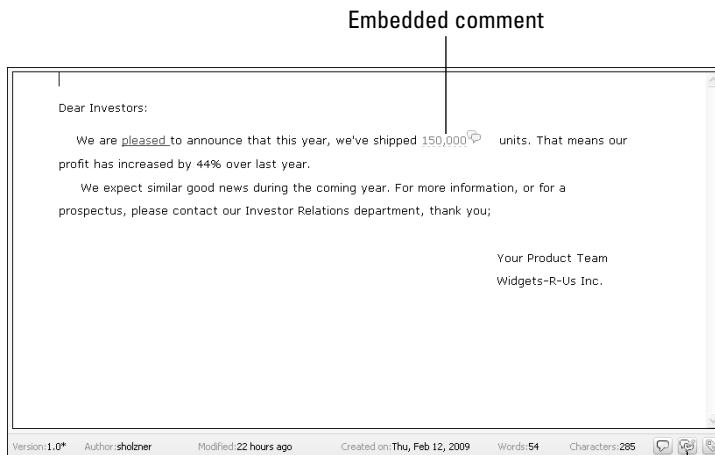 Embedded comment
Dear Investors:
We are pleased to announce that this year, we've shipped 150,000 units. That means our
profit has increased by 44% over last year.
We expect similar good news during the coming year. For more information, or for a
prospectus, please contact our Investor Relations department, thank you;
Your Product Team
Widgets-R-Us Inc.
Version:1.0* Author:sholzner Modified:22 hours ago Created on:Thu, Feb 12, 2009 Words:54 Characters:285